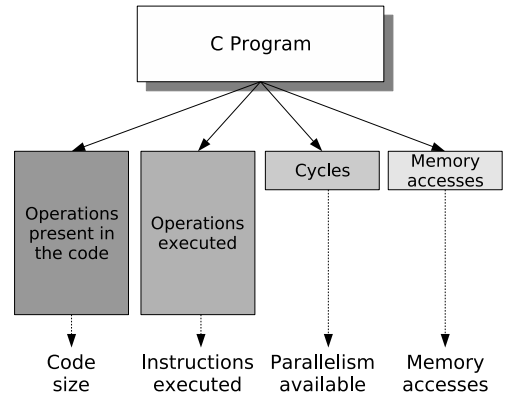 C Program
Operations
present in
the code
Operations
executed
Cycles
Memory
accesses
Code
size
Instructions
executed
Parallelism
available
Memory
accesses